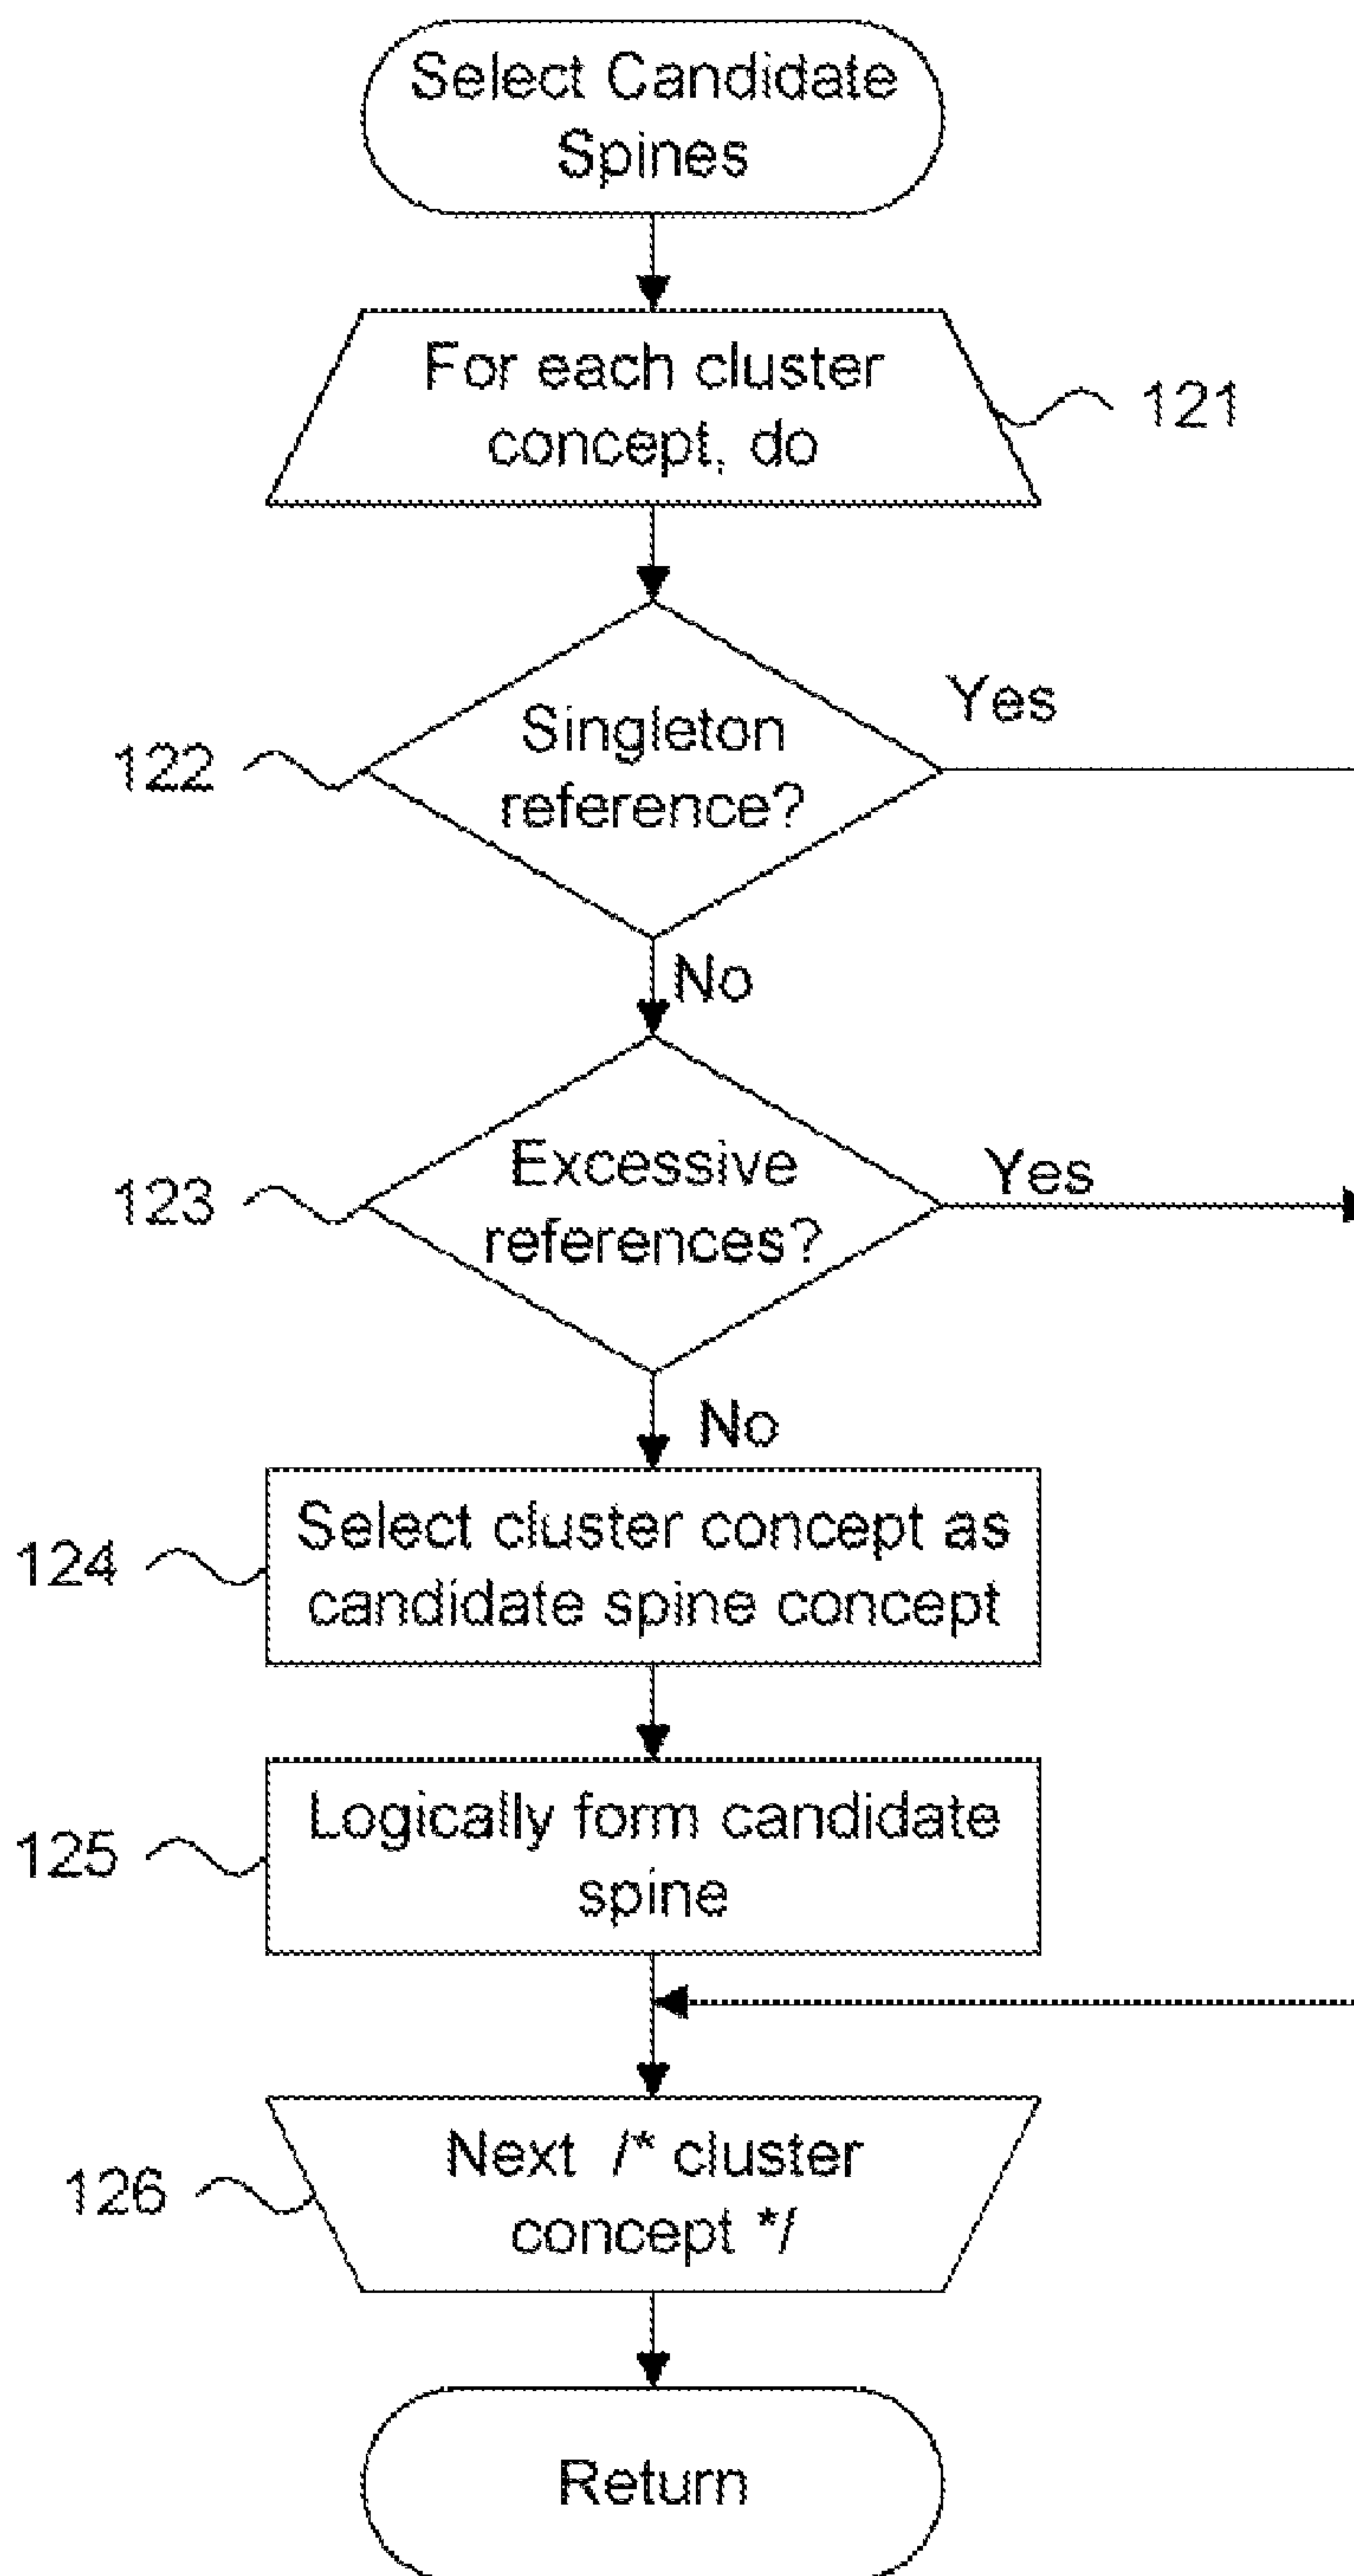 Select Candidate
Spines
For each cluster
concept, do
121
Singleton
reference?
Yes
122
No
Excessive
references?
Yes
123
No
Select cluster concept as
candidate spine concept
124
Logically form candidate
spine
125
Next /* cluster
concept */
126
Return